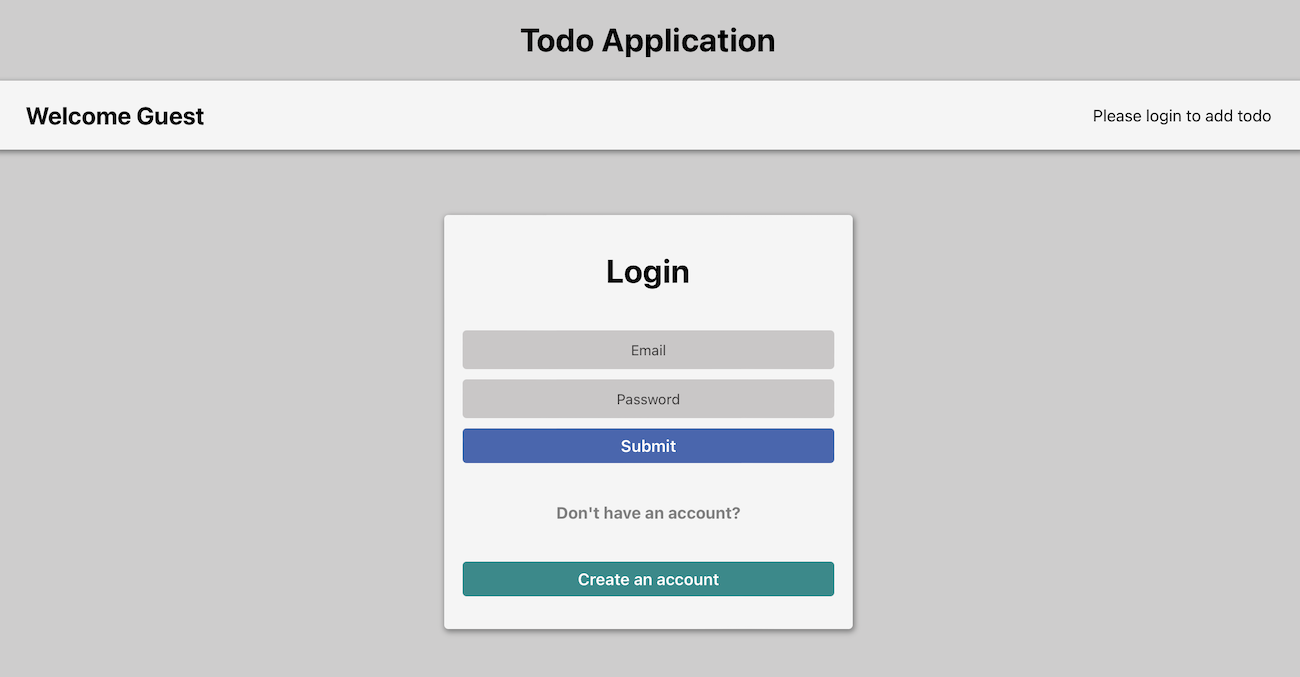 Todo Application
Welcome Guest
Please login to add todo
Login
Email
Password
Submit
Don't have an account?
Create an account